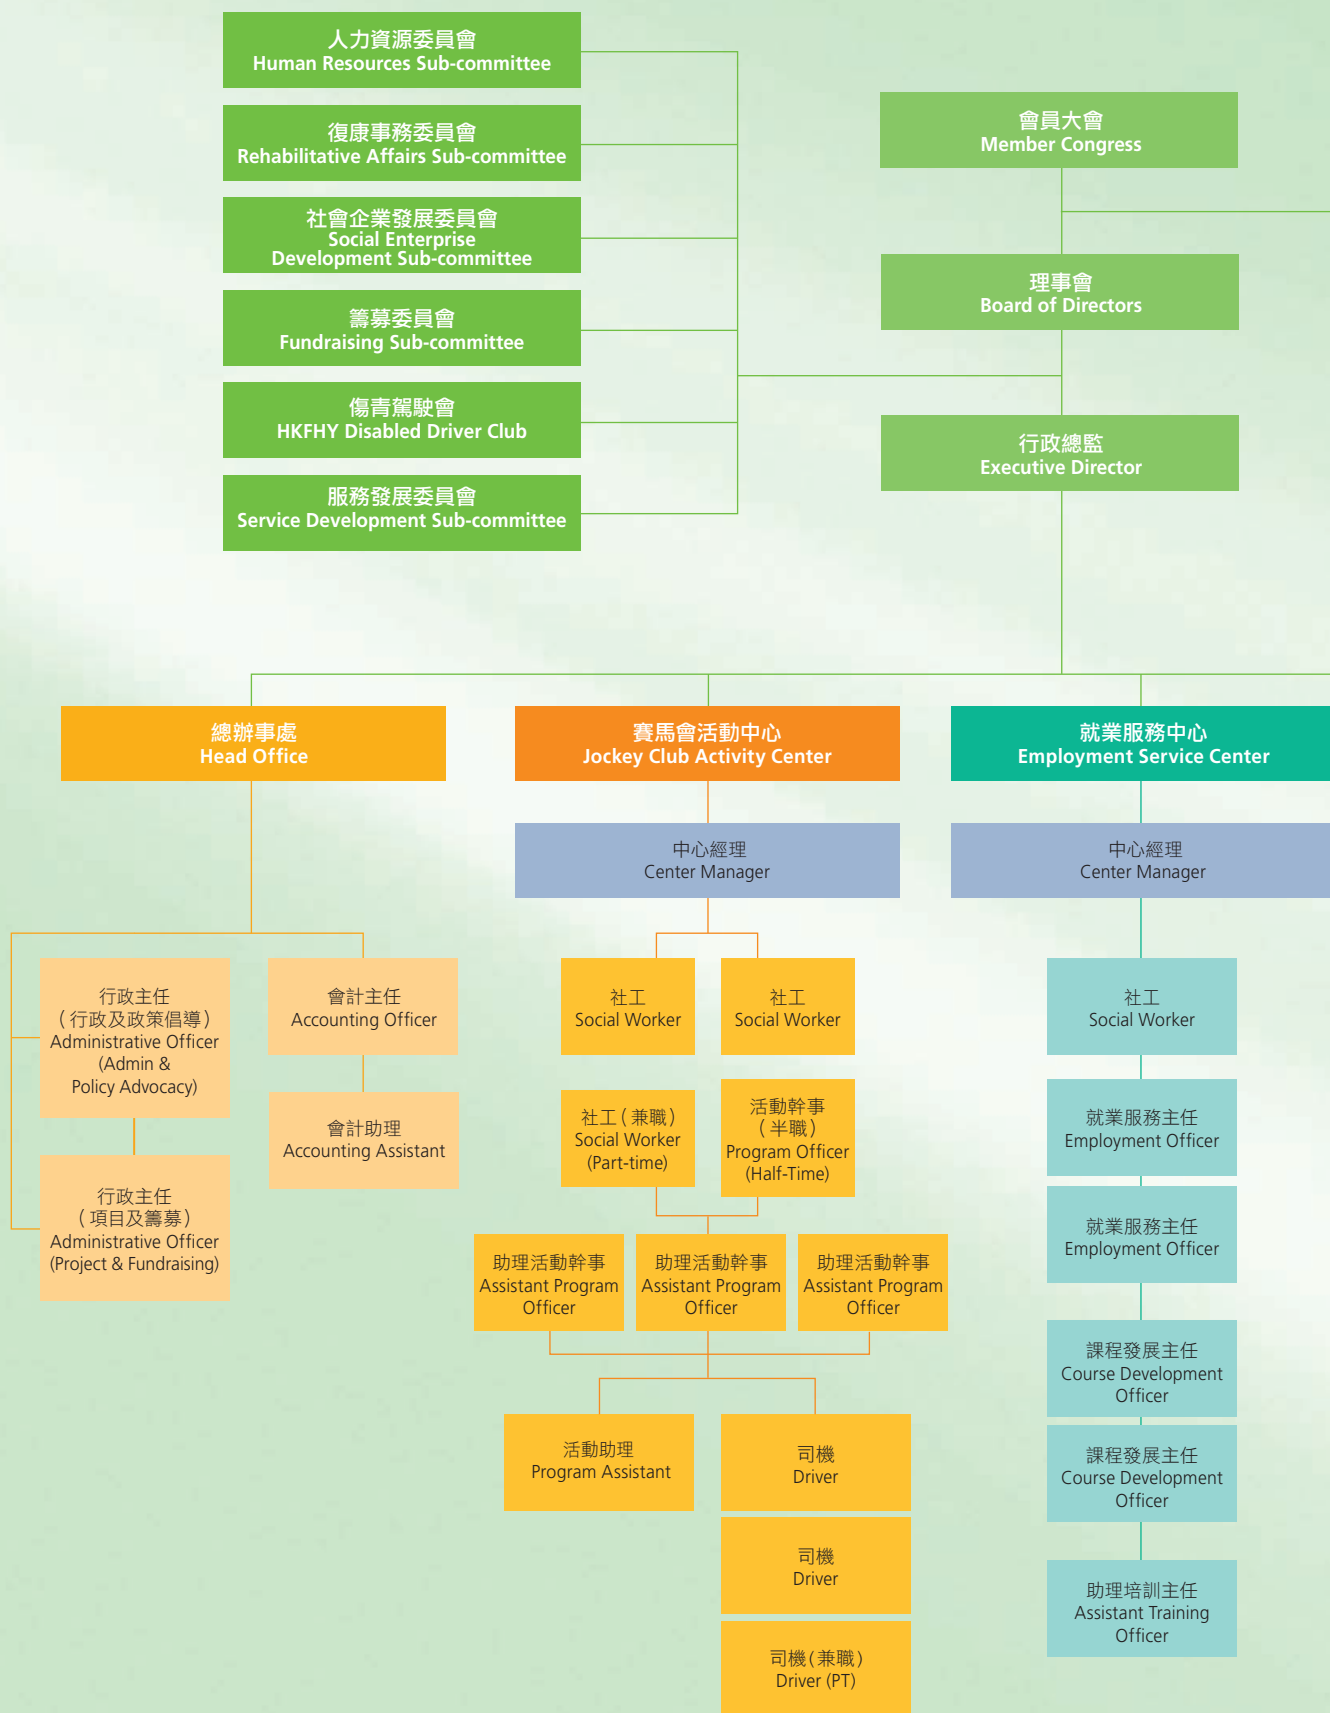 人力資源委員會
Human Resources Sub-committee
復康事務委員會
Rehabilitative Affairs Sub-committee
社會企業發展委員會
Social Enterprise
Development Sub-committee
籌募委員會
Fundraising Sub-committee
傷青駕駛會
HKFHY Disabled Driver Club
服務發展委員會
Service Development Sub-committee
會員大會
Member Congress
理事會
Board of Directors
行政總監
Executive Director
總辦事處
Head Office
行政主任
（行政及政策倡導）
Administrative Officer
(Admin &
Policy Advocacy)
行政主任
（項目及籌募）
Administrative Officer
(Project & Fundraising)
會計主任
Accounting Officer
會計助理
Accounting Assistant
賽馬會活動中心
Jockey Club Activity Center
中心經理
Center Manager
社工
Social Worker
社工
Social Worker
社工（兼職）
Social Worker
(Part-time)
活動幹事
（半職）
Program Officer
(Half-Time)
助理活動幹事
Assistant Program
Officer
助理活動幹事
Assistant Program
Officer
助理活動幹事
Assistant Program
Officer
活動助理
Program Assistant
司機
Driver
司機
Driver
司機（兼職）
Driver (PT)
就業服務中心
Employment Service Center
中心經理
Center Manager
社工
Social Worker
就業服務主任
Employment Officer
就業服務主任
Employment Officer
課程發展主任
Course Development
Officer
課程發展主任
Course Development
Officer
助理培訓主任
Assistant Training
Officer